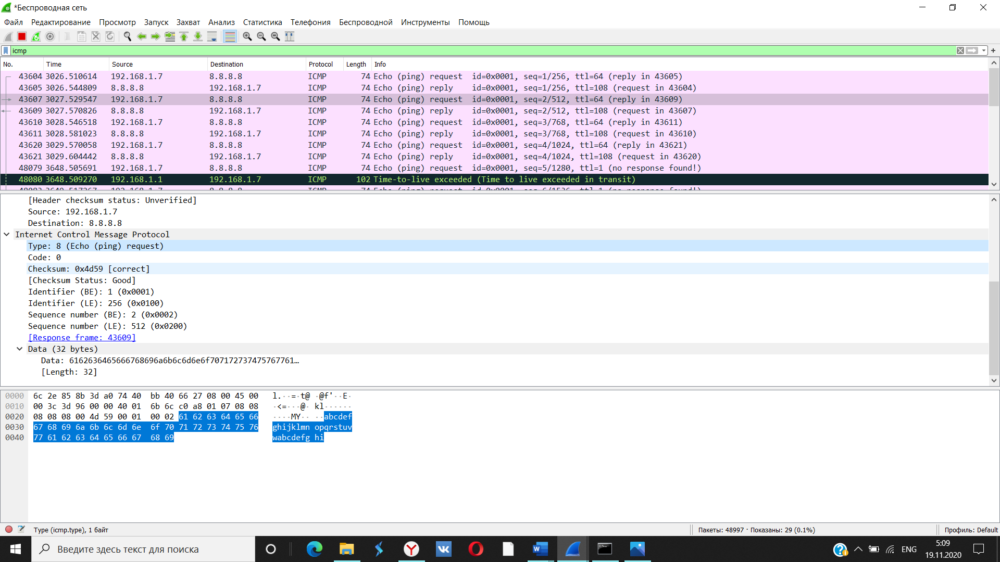 *Беспроводная сеть
Файл Редактирование Просмотр Запуск Захват Анализ Статистика Телефония Беспроводной Инструменты Помощь
icmp
No. Time Source Destination Protocol Length Info
43604 3026.510614 192.168.1.7 8.8.8.8 ICMP 74 Echo (ping) request id=0x0001, seq=1/256, ttl=64 (reply in 43605)
43605 3026.544809 8.8.8.8 192.168.1.7 ICMP 74 Echo (ping) reply id=0x0001, seq=1/256, ttl=108 (request in 43604)
43607 3027.529547 192.168.1.7 8.8.8.8 ICMP 74 Echo (ping) request id=0x0001, seq=2/512, ttl=64 (reply in 43609)
43609 3027.570826 8.8.8.8 192.168.1.7 ICMP 74 Echo (ping) reply id=0x0001, seq=2/512, ttl=108 (request in 43607)
43610 3028.546518 192.168.1.7 8.8.8.8 ICMP 74 Echo (ping) request id=0x0001, seq=3/768, ttl=64 (reply in 43611)
43611 3028.581023 8.8.8.8 192.168.1.7 ICMP 74 Echo (ping) reply id=0x0001, seq=3/768, ttl=108 (request in 43610)
43620 3029.570058 192.168.1.7 8.8.8.8 ICMP 74 Echo (ping) request id=0x0001, seq=4/1024, ttl=64 (reply in 43621)
43621 3029.604442 8.8.8.8 192.168.1.7 ICMP 74 Echo (ping) reply id=0x0001, seq=4/1024, ttl=108 (request in 43620)
48079 3648.505691 192.168.1.7 8.8.8.8 ICMP 74 Echo (ping) request id=0x0001, seq=5/1280, ttl=1 (no response found!)
48080 3648.509270 192.168.1.1 192.168.1.7 ICMP 102 Time-to-live exceeded (Time to live exceeded in transit)
[Header checksum status: Unverified]
Source: 192.168.1.7
Destination: 8.8.8.8
Internet Control Message Protocol
Type: 8 (Echo (ping) request)
Code: 0
Checksum: 0x4d59 [correct]
[Checksum Status: Good]
Identifier (BE): 1 (0x0001)
Identifier (LE): 256 (0x0100)
Sequence number (BE): 2 (0x0002)
Sequence number (LE): 512 (0x0200)
[Response frame: 43609]
Data (32 bytes)
Data: 6162636465666768696a6b6c6d6e6f707172737475767761…
[Length: 32]
0000 6c 2e 85 8b 3d a0 74 40 bb 40 66 27 08 00 45 00 l.··=·t@ ·@f'··E·
0010 00 3c 3d 96 00 00 40 01 6b 6c c0 a8 01 07 08 08 ·<=···@· kl······
0020 08 08 08 00 4d 59 00 01 00 02 61 62 63 64 65 66 ····MY·· ··abcdef
0030 67 68 69 6a 6b 6c 6d 6e 6f 70 71 72 73 74 75 76 ghijklmn opqrstuv
0040 77 61 62 63 64 65 66 67 68 69 wabcdefg hi
Type (icmp.type), 1 байт Пакеты: 48997 · Показаны: 29 (0.1%) Профиль: Default
Введите здесь текст для поиска
ENG
5:09
19.11.2020